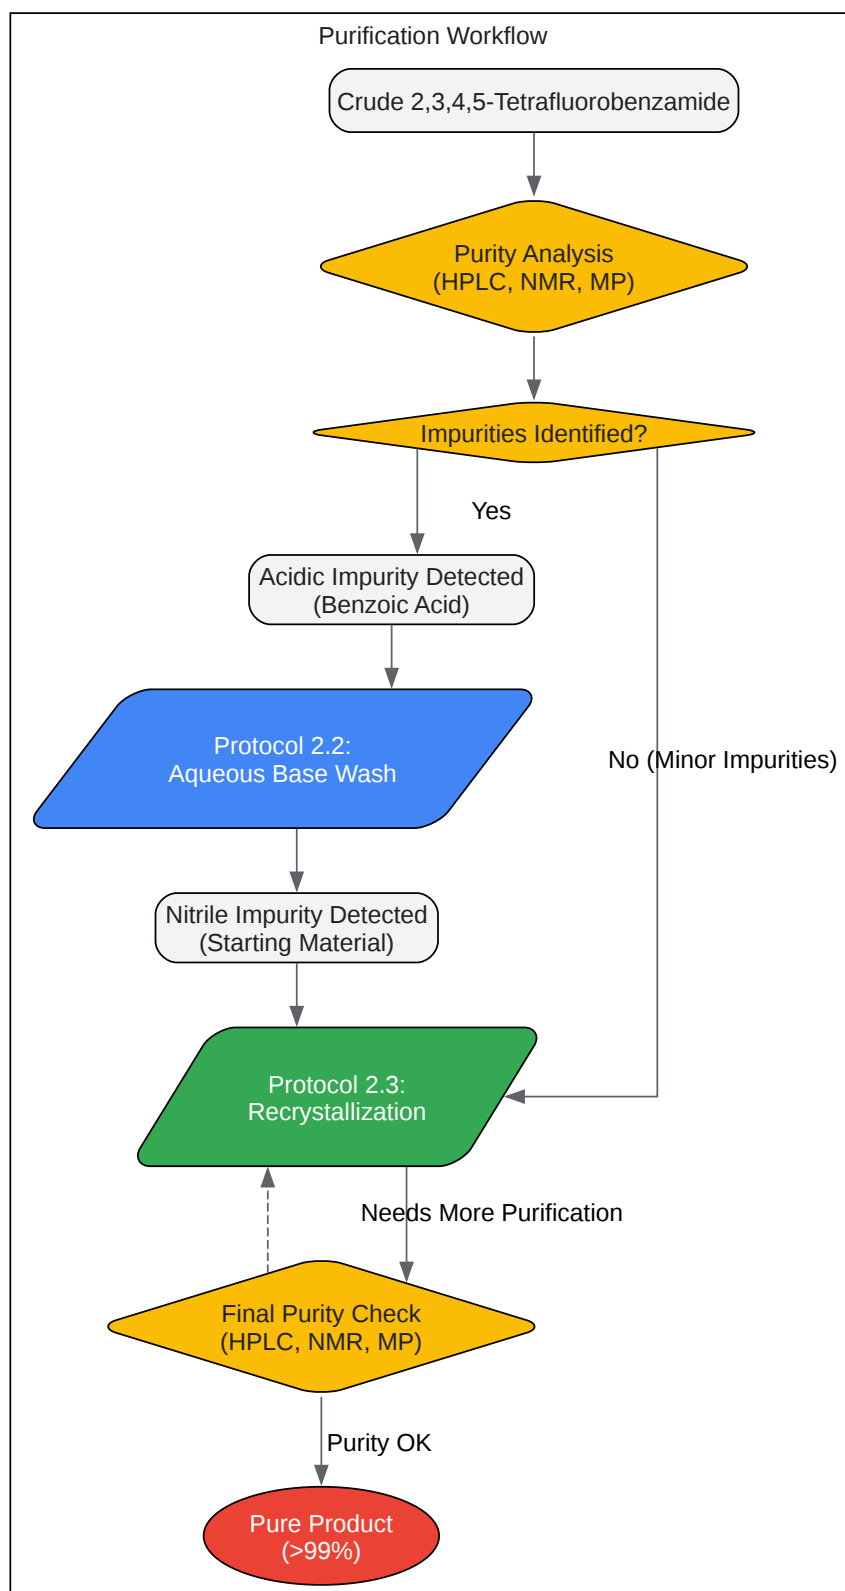 Purification Workflow
Crude 2,3,4,5-Tetrafluorobenzamide
Purity Analysis
(HPLC, NMR, MP)
Impurities Identified?
Yes
Acidic Impurity Detected
(Benzoic Acid)
Protocol 2.2:
Aqueous Base Wash
No (Minor Impurities)
Nitrile Impurity Detected
(Starting Material)
Protocol 2.3:
Recrystallization
Needs More Purification
Final Purity Check
(HPLC, NMR, MP)
Purity OK
Pure Product
(>99%)